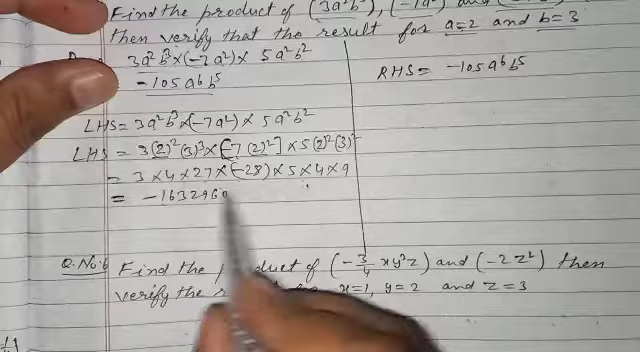 Find the product of (3a²b³), (-7a²) and
then verify that the result for a=2 and b=3
3a²b³×(-7a²)× 5a²b²
-105a⁶b⁵
RHS= -105a⁶b⁵
LHS=3a²b³×(-7a²)× 5a²b²
LHS= 3(2)²(3)³×[-7(2)²]×5(2)²(3)²
= 3×4×27×(-28)×5×4×9
= -1632960
Q.No:6 Find the product of (-3/4 xy³z) and (-2z²) then
verify the x=1, y=2 and z=3